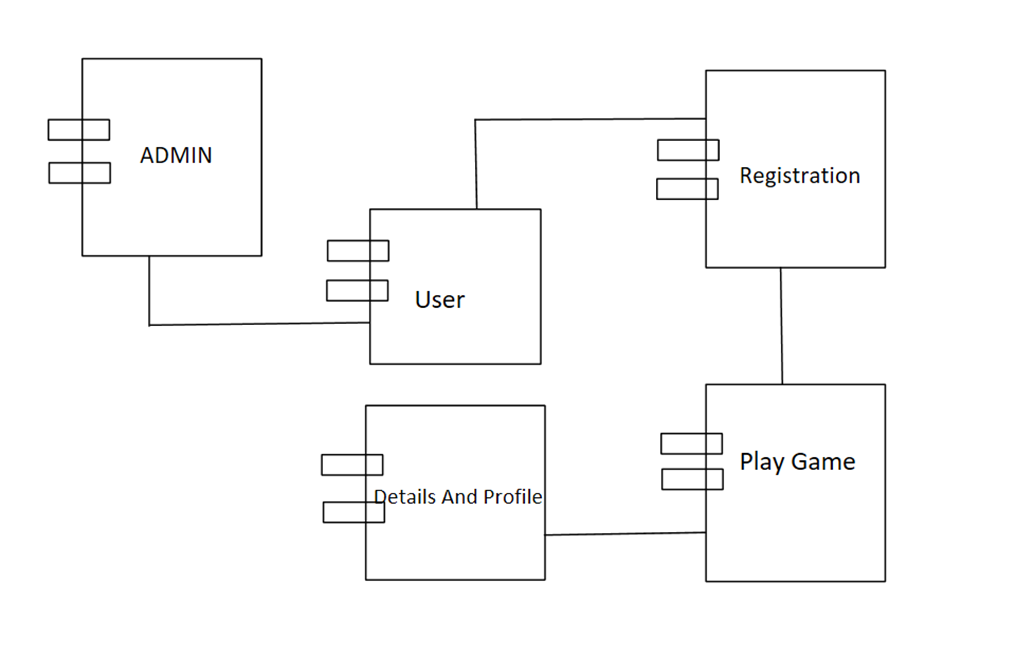 ADMIN
Registration
User
Play Game
Details And Profile